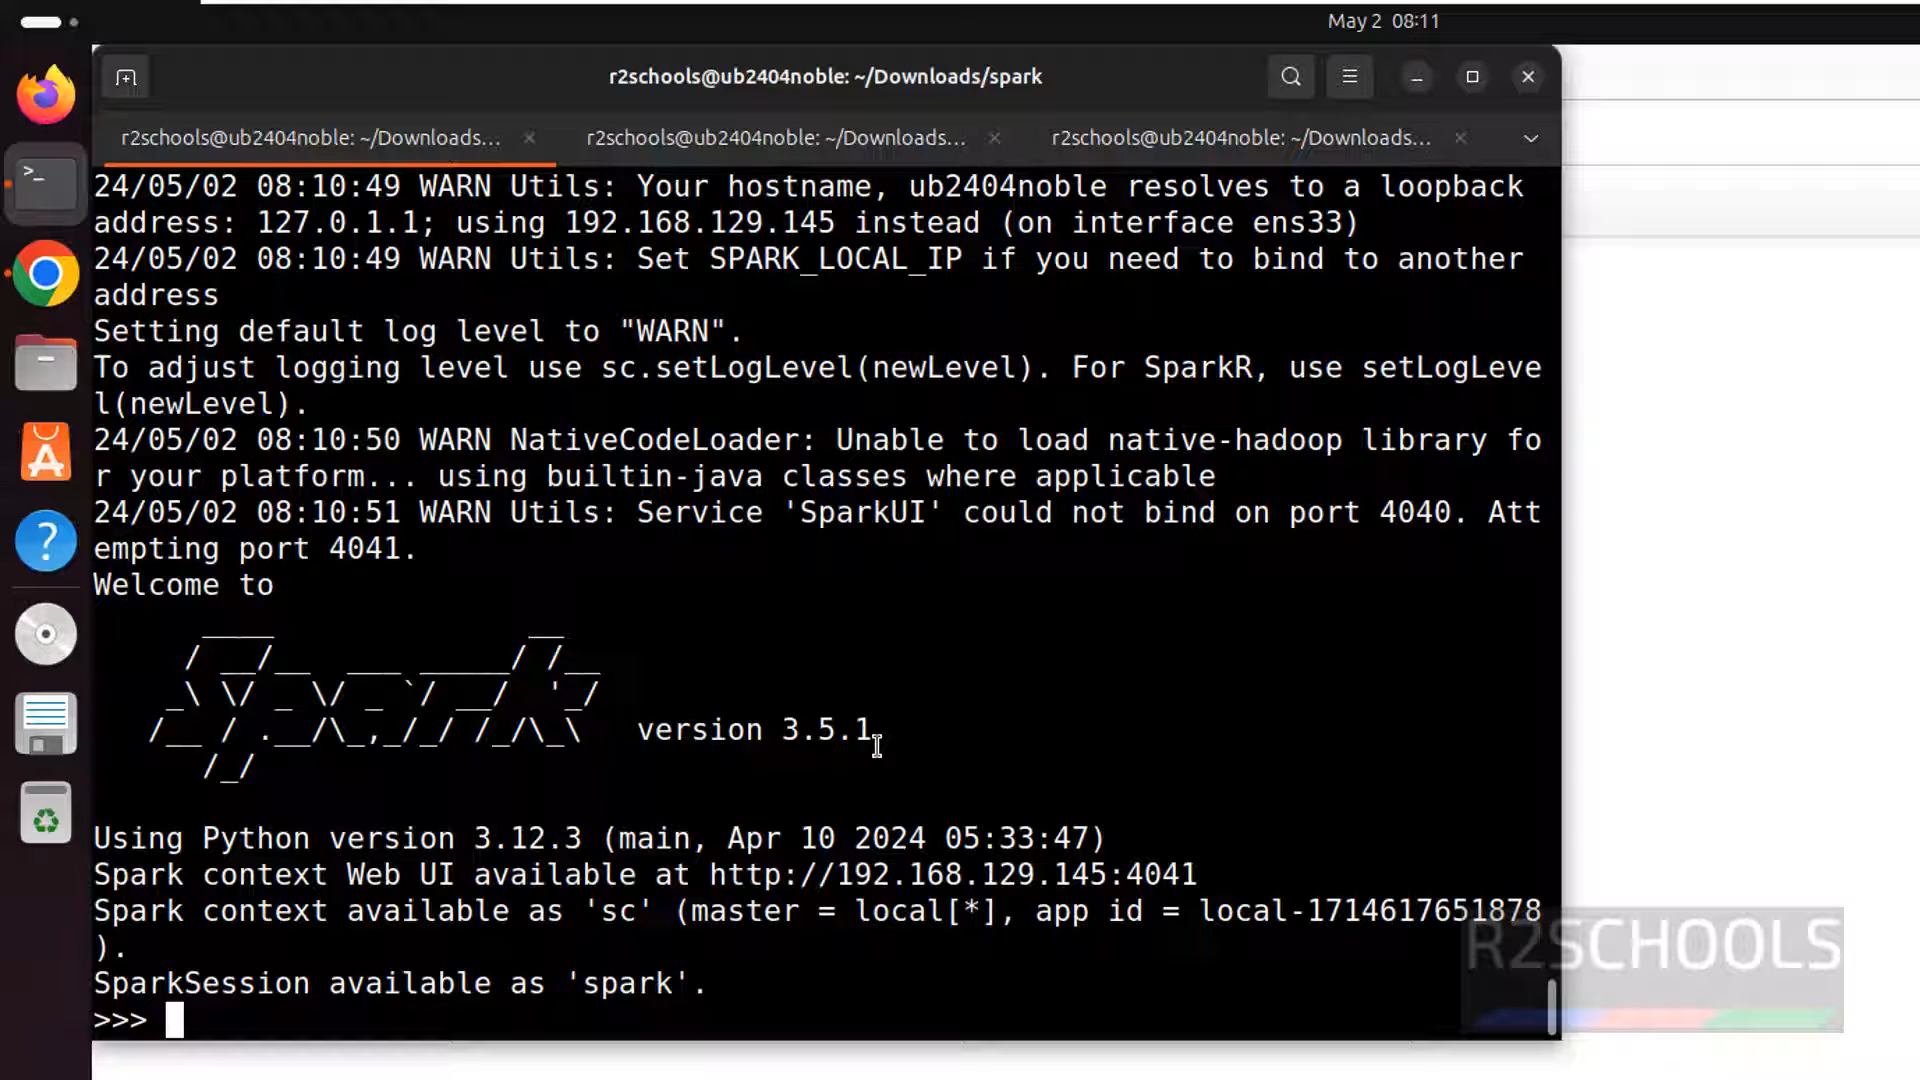 May 2 08:11
r2schools@ub2404noble: ~/Downloads/spark
r2schools@ub2404noble: ~/Downloads... r2schools@ub2404noble: ~/Downloads... r2schools@ub2404noble: ~/Downloads...
24/05/02 08:10:49 WARN Utils: Your hostname, ub2404noble resolves to a loopback
address: 127.0.1.1; using 192.168.129.145 instead (on interface ens33)
24/05/02 08:10:49 WARN Utils: Set SPARK_LOCAL_IP if you need to bind to another
address
Setting default log level to "WARN".
To adjust logging level use sc.setLogLevel(newLevel). For SparkR, use setLogLeve
l(newLevel).
24/05/02 08:10:50 WARN NativeCodeLoader: Unable to load native-hadoop library fo
r your platform... using builtin-java classes where applicable
24/05/02 08:10:51 WARN Utils: Service 'SparkUI' could not bind on port 4040. Att
empting port 4041.
Welcome to
Spark version 3.5.1
Using Python version 3.12.3 (main, Apr 10 2024 05:33:47)
Spark context Web UI available at http://192.168.129.145:4041
Spark context available as 'sc' (master = local[*], app id = local-1714617651878
).
SparkSession available as 'spark'.
>>>
R2SCHOOLS